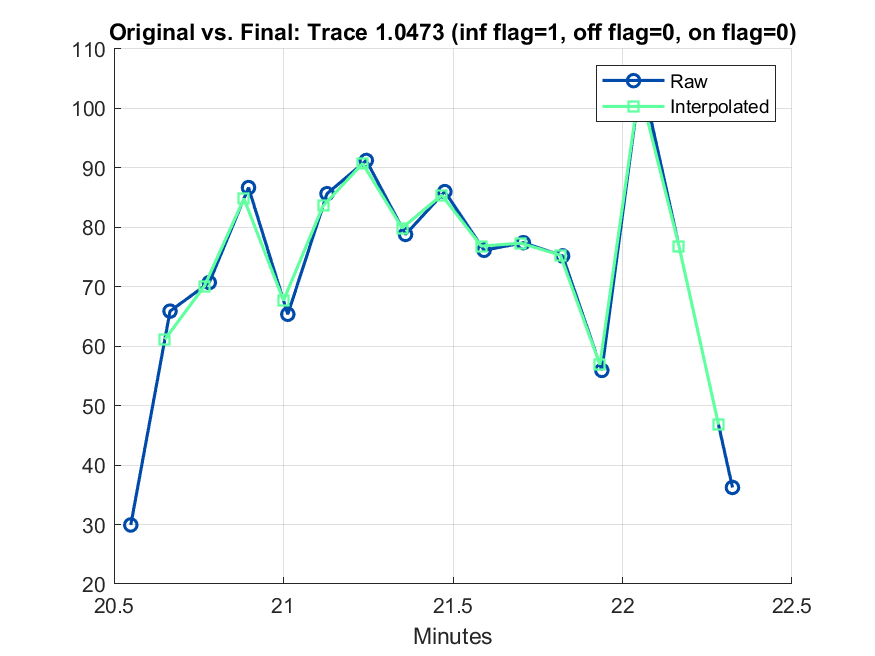 Original vs. Final: Trace 1.0473 (inf flag=1, off flag=0, on flag=0)
110
100
90
80
70
60
50
40
30
20
Raw
Interpolated
20.5 21 21.5 22 22.5
Minutes